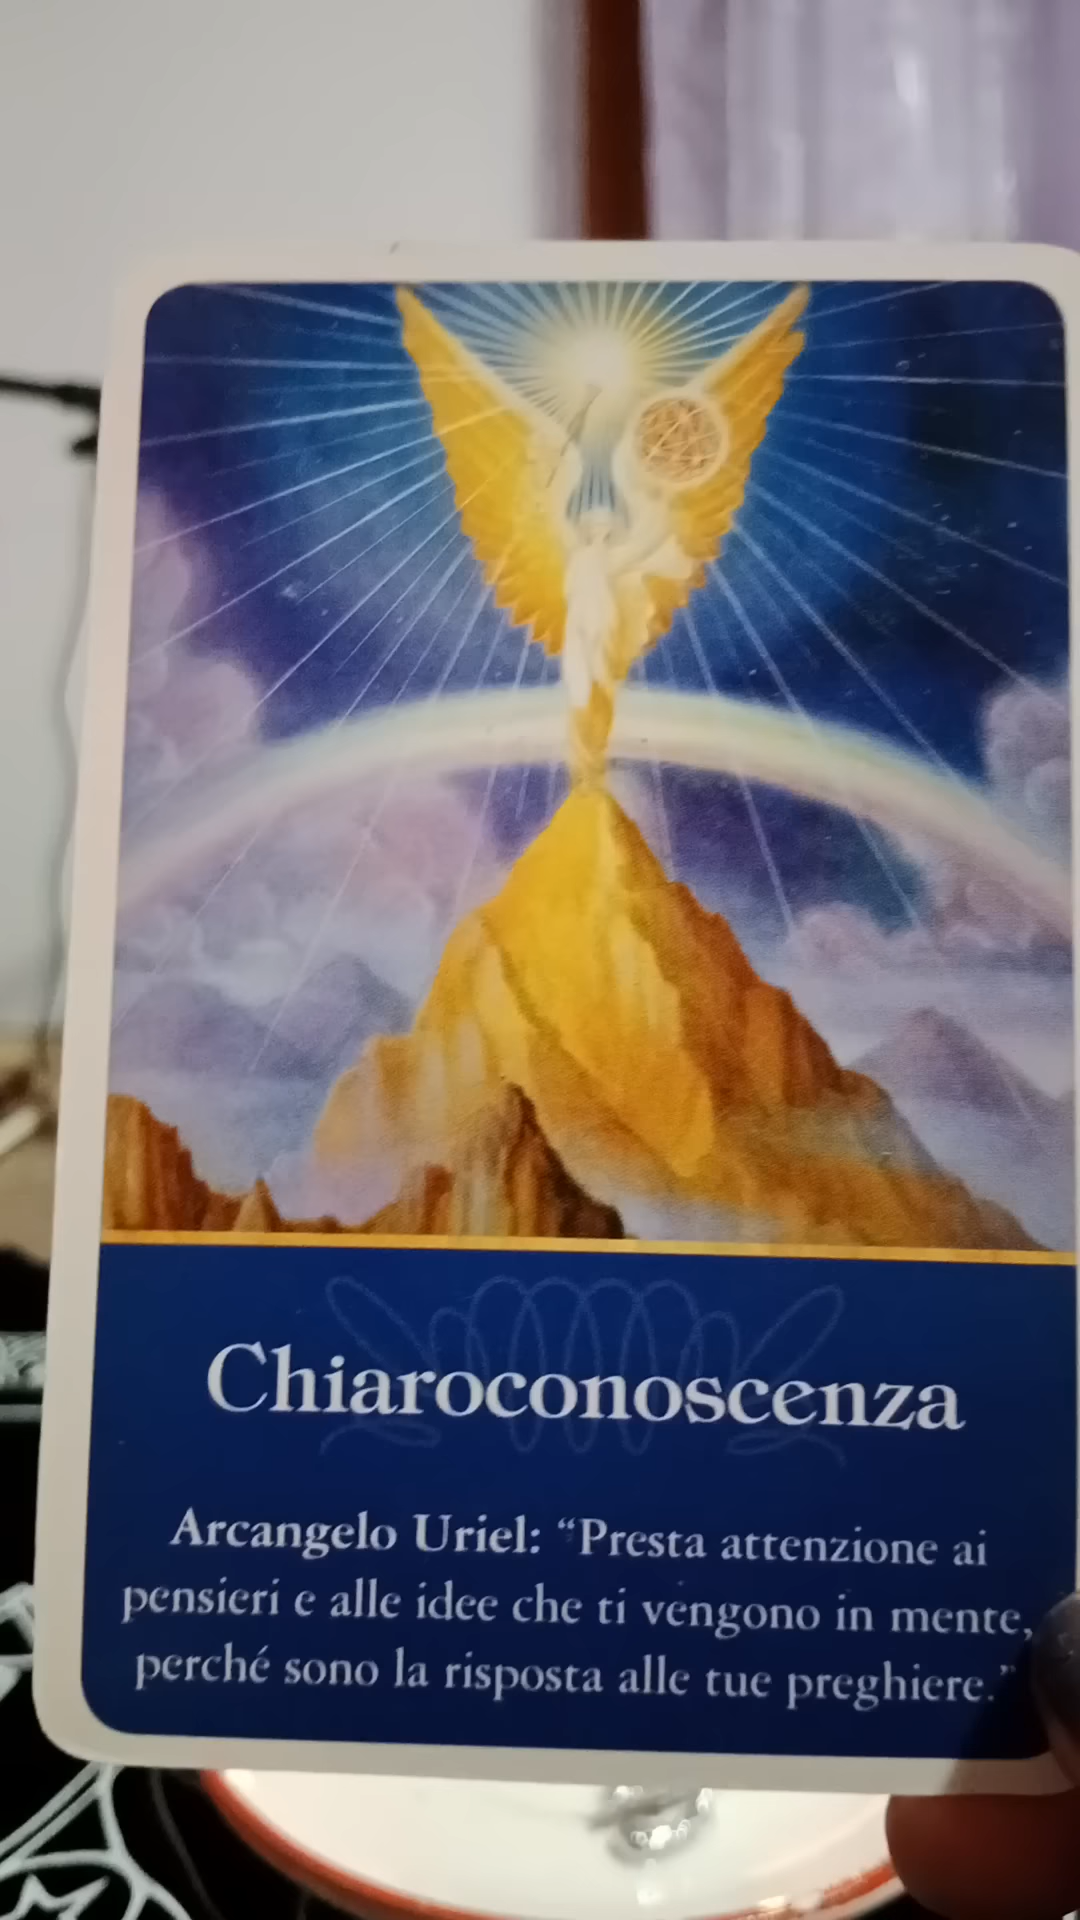 Chiaroconoscenza
Arcangelo Uriel: “Presta attenzione ai
pensieri e alle idee che ti vengono in mente,
perché sono la risposta alle tue preghiere.”